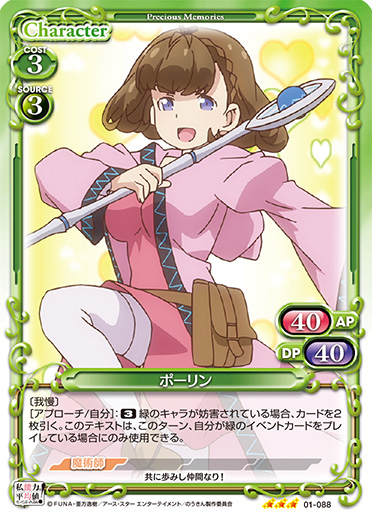 Precious Memories
Character
COST
3
SOURCE
3
40 AP
DP 40
ポーリン
[我慢]
[アプローチ/自分]:3 緑のキャラが妨害されている場合、カードを2
枚引く。このテキストは、このターン、自分が緑のイベントカードをプレ
イしている場合にのみ使用できる。
魔術師
共に歩みし仲間なり!
私能力
平均値
©FUNA・亜方逸樹/アース・スター エンターテイメント/のうきん製作委員会
01-088